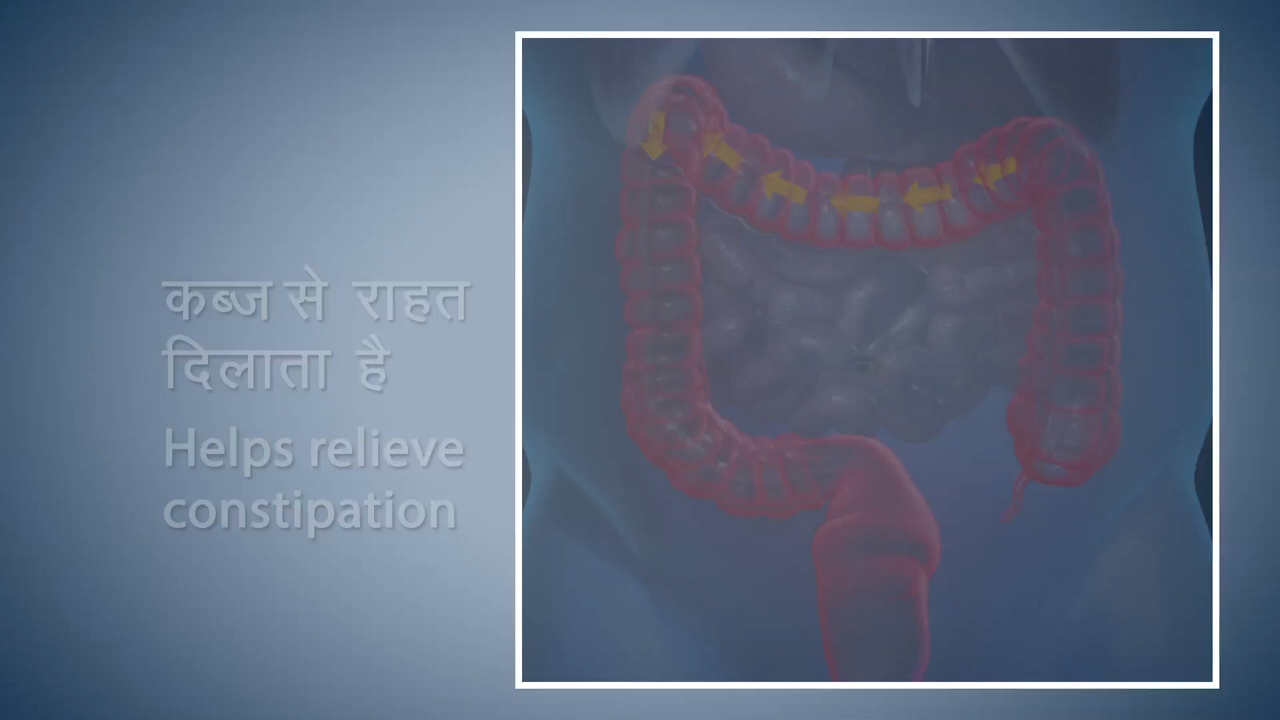 कब्ज से राहत
दिलाता है
Helps relieve
constipation